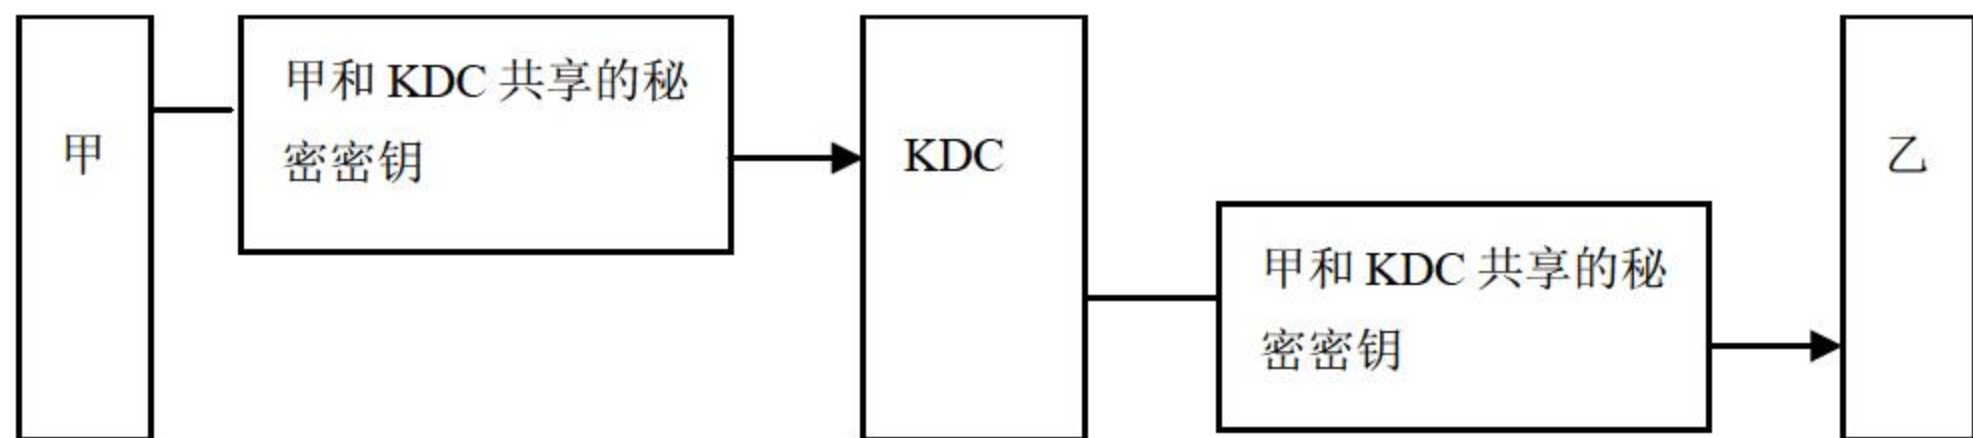 甲
甲和 KDC 共享的秘
密密钥
KDC
甲和 KDC 共享的秘
密密钥
乙